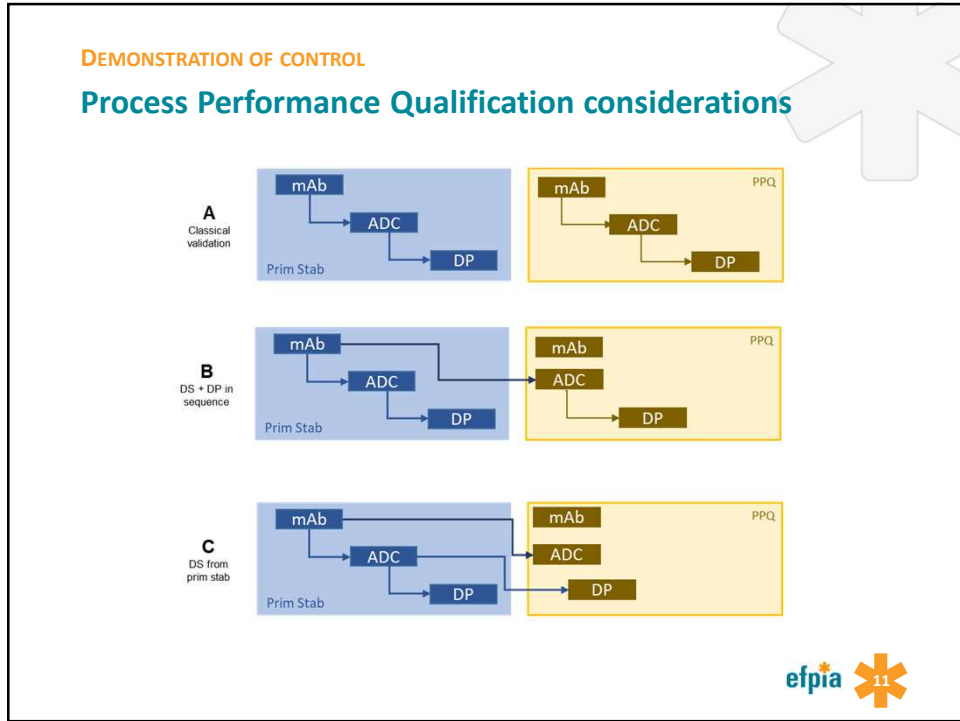 DEMONSTRATION OF CONTROL
Process Performance Qualification considerations
A
Classical
validation
mAb
ADC
DP
Prim Stab
PPQ
mAb
ADC
DP
B
DS + DP in
sequence
mAb
ADC
DP
Prim Stab
PPQ
mAb
ADC
DP
C
DS from
prim stab
mAb
ADC
DP
Prim Stab
PPQ
mAb
ADC
DP
efpia
11